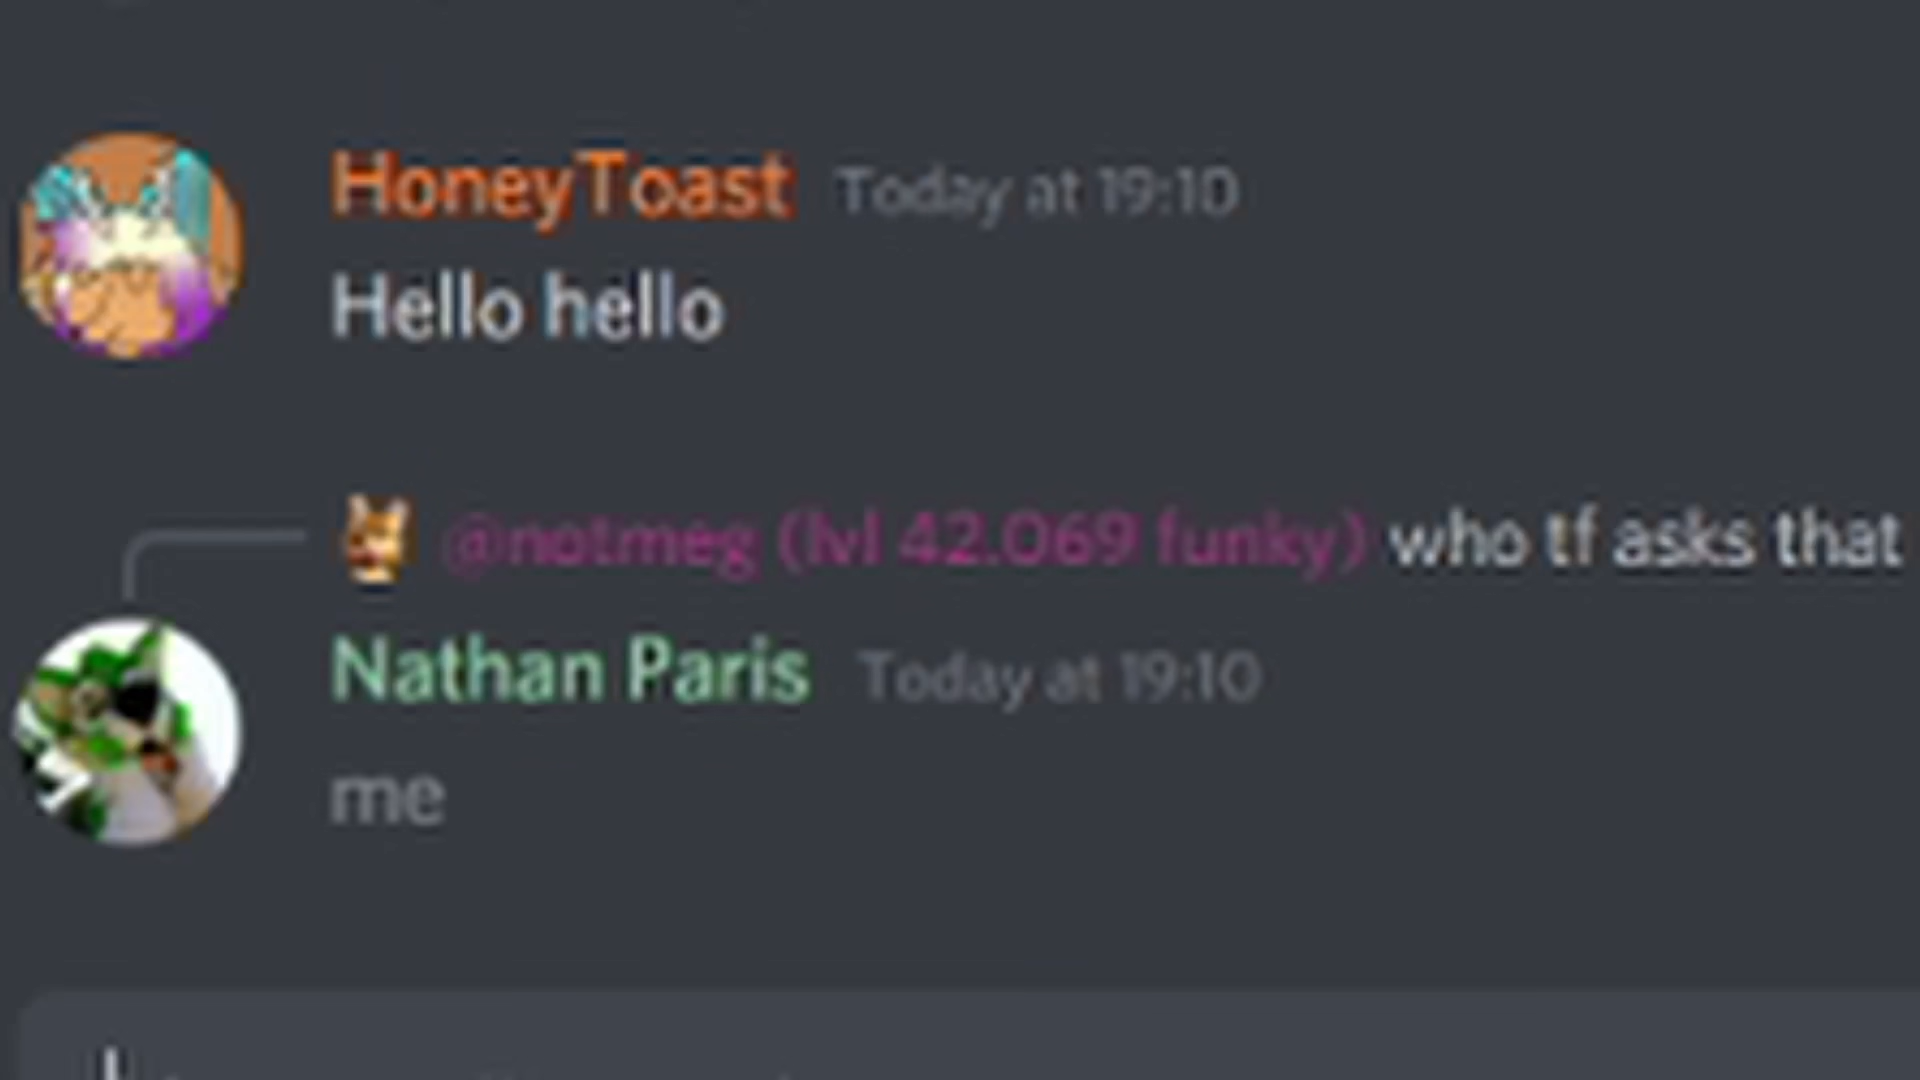 HoneyToast Today at 19:10
Hello hello
@notmeg (lvl 42.069 funky) who tf asks that
Nathan Paris Today at 19:10
me